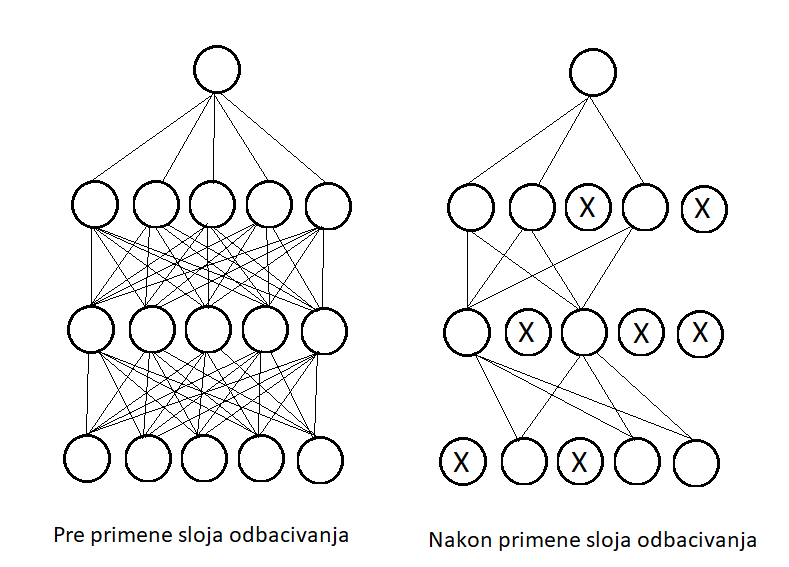 X X
X X X
X X
Pre primene sloja odbacivanja
Nakon primene sloja odbacivanja